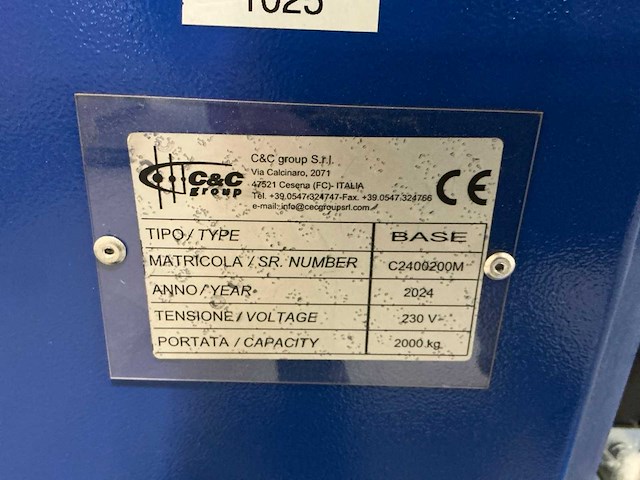 1025
C&C group S.r.l.
Via Calcinaro, 2071
47521 Cesena (FC)- ITALIA
Tel. +39.0547.324747-Fax. +39.0547.324766
e-mail: info@cecgroupsrl.com
C&C
group
CE
TIPO / TYPE BASE
MATRICOLA / SR. NUMBER C2400200M
ANNO / YEAR 2024
TENSIONE / VOLTAGE 230 V~
PORTATA / CAPACITY 2000 kg